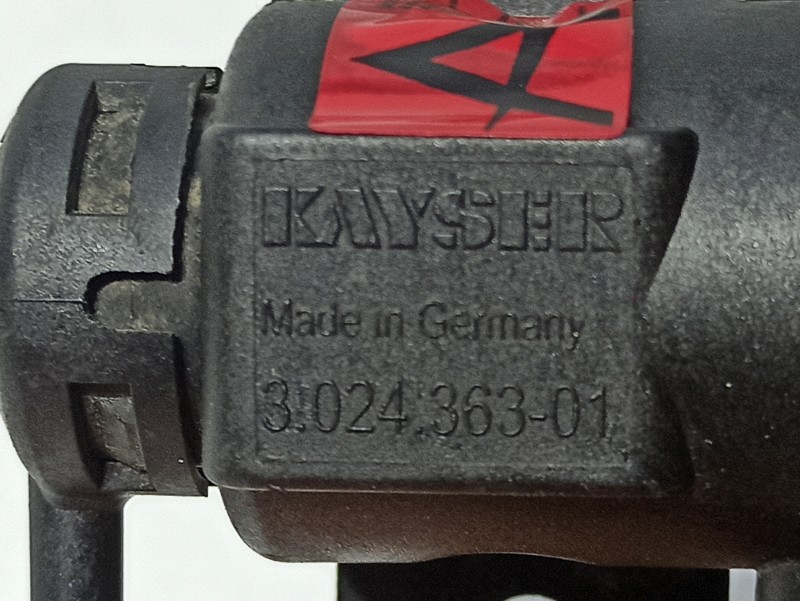 KAYSER
Made in Germany
3.024.363-01